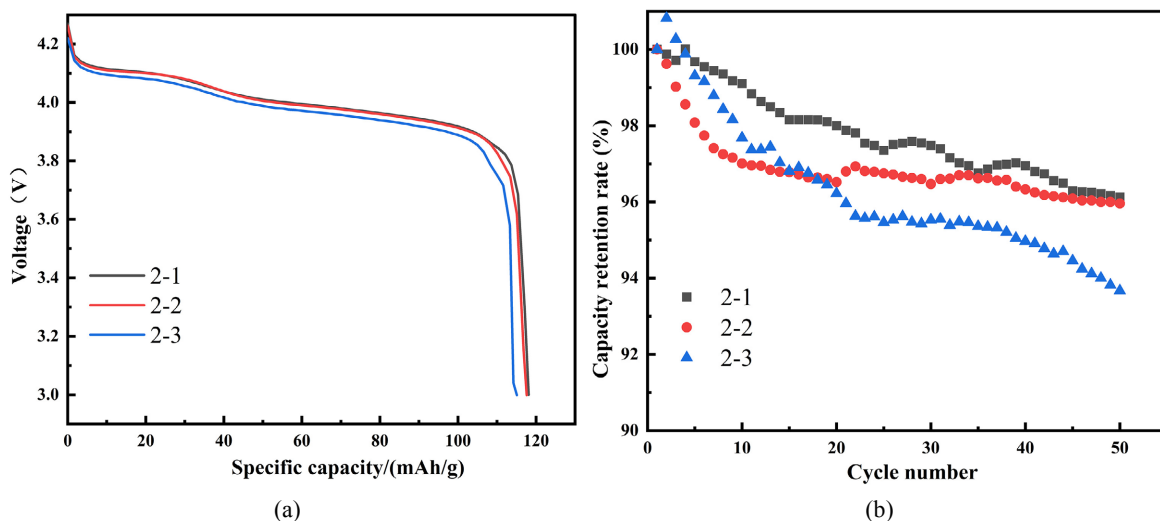 (a)
4.2
4.0
3.8
3.6
3.4
3.2
3.0
Voltage（V）
2-1
2-2
2-3
0 20 40 60 80 100 120
Specific capacity/(mAh/g)
(a)
(b)
100
98
96
94
92
90
Capacity retention rate (%)
2-1
2-2
2-3
0 10 20 30 40 50
Cycle number
(b)